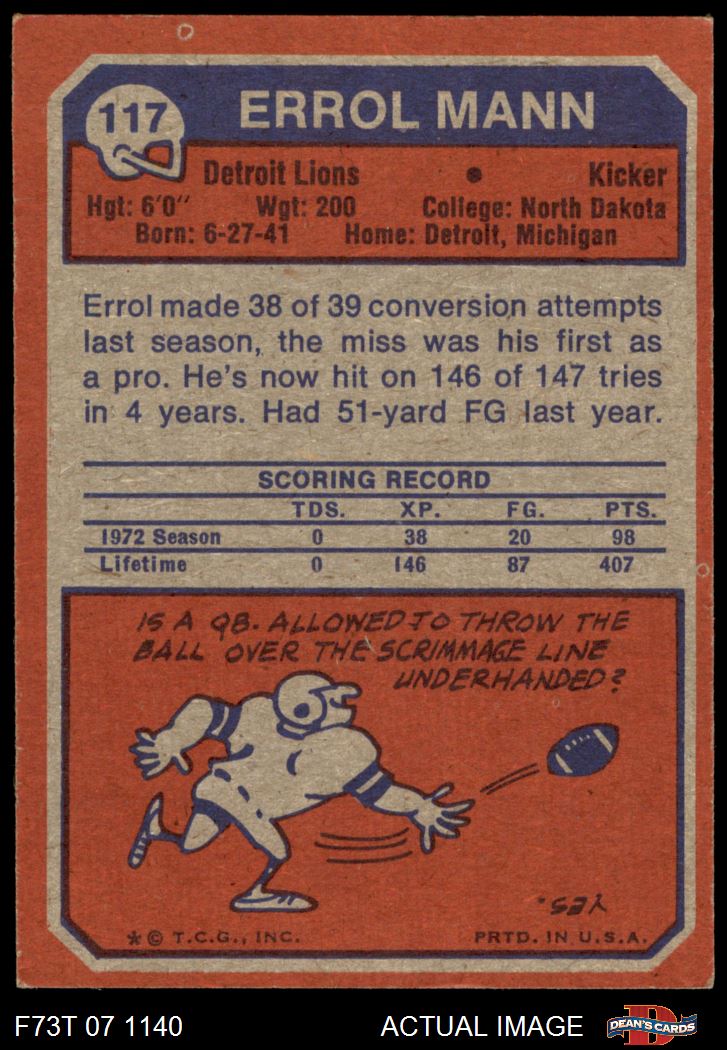 117
ERROL MANN
Detroit Lions • Kicker
Hgt: 6'0" Wgt: 200 College: North Dakota
Born: 6-27-41 Home: Detroit, Michigan
Errol made 38 of 39 conversion attempts
last season, the miss was his first as
a pro. He's now hit on 146 of 147 tries
in 4 years. Had 51-yard FG last year.
SCORING RECORD
TDS. XP. FG. PTS.
1972 Season 0 38 20 98
Lifetime 0 146 87 407
IS A QB. ALLOWED TO THROW THE
BALL OVER THE SCRIMMAGE LINE
UNDERHANDED?
YES.
* © T.C.G., INC. PRTD. IN U.S.A.
F73T 07 1140 ACTUAL IMAGE D DEAN'S CARDS